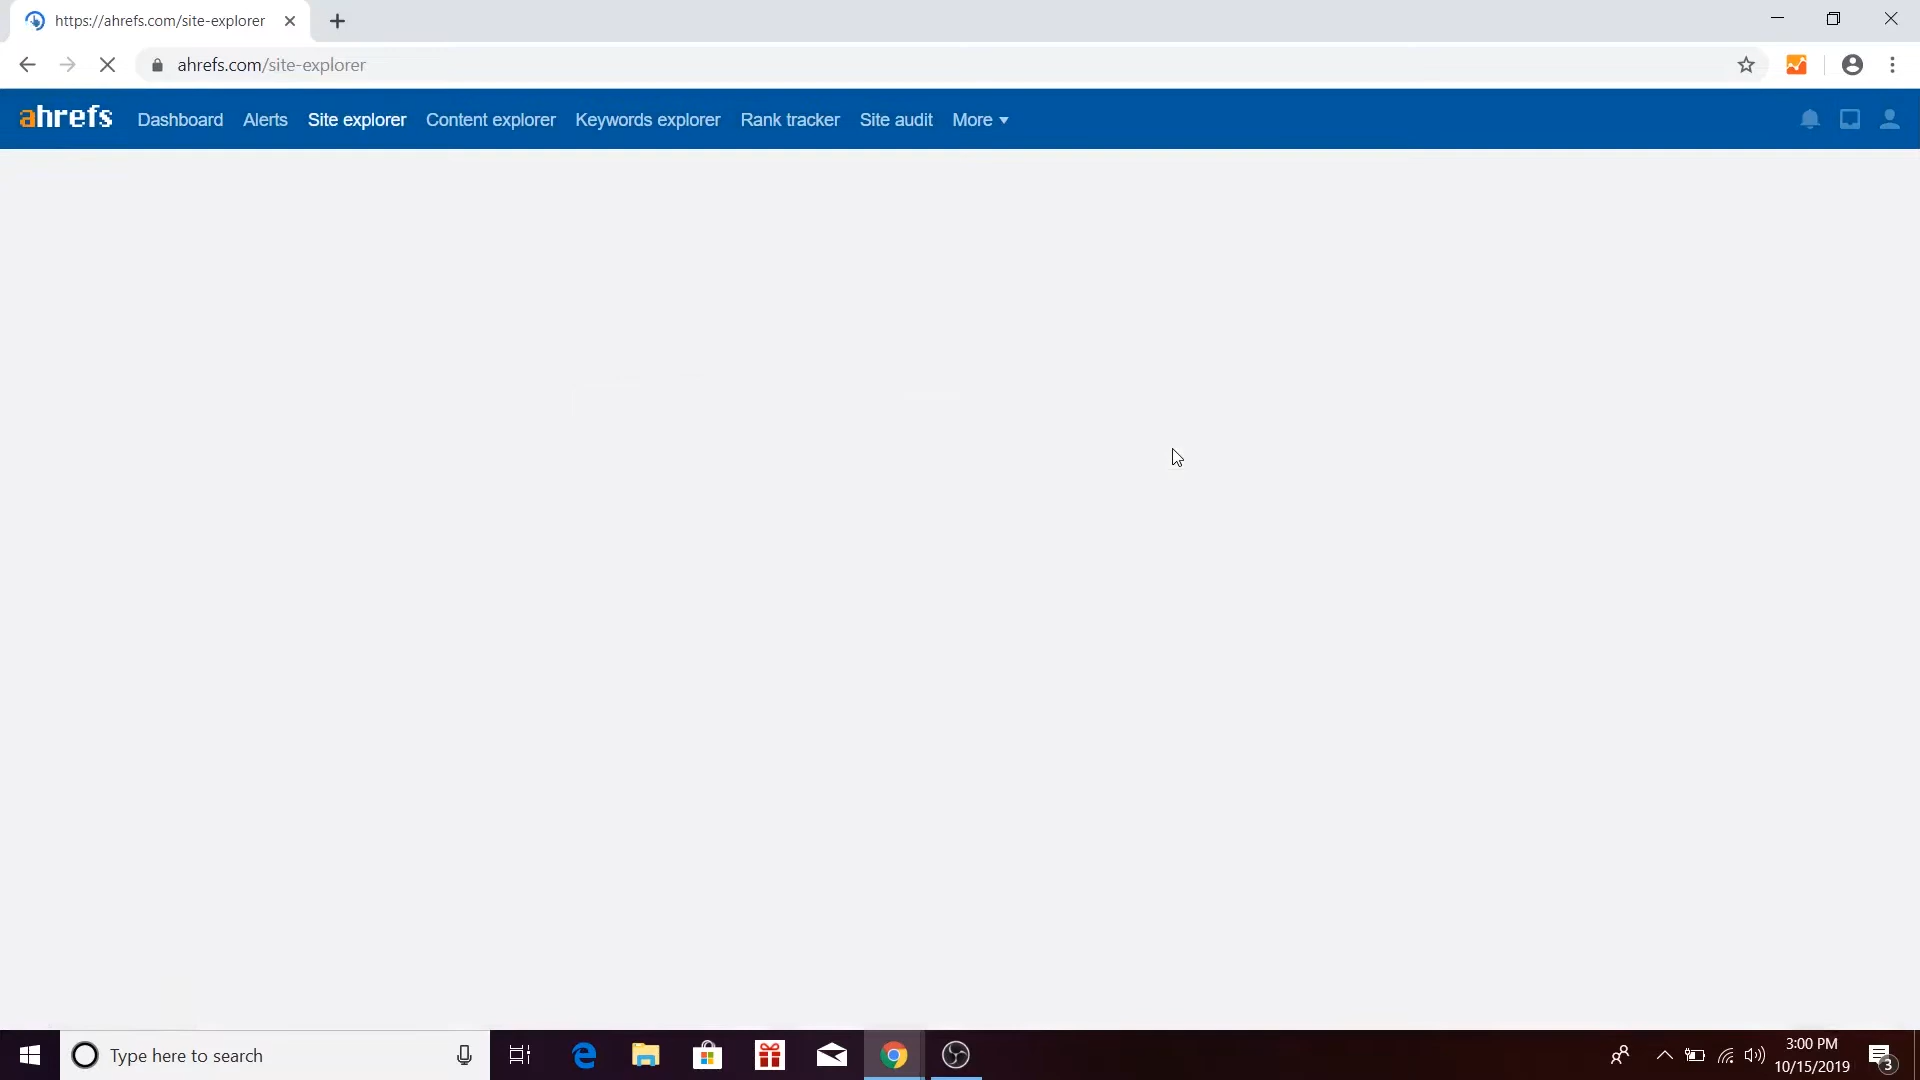 https://ahrefs.com/site-explorer
ahrefs.com/site-explorer
ahrefs Dashboard Alerts Site explorer Content explorer Keywords explorer Rank tracker Site audit More
Type here to search
3:00 PM
10/15/2019
3